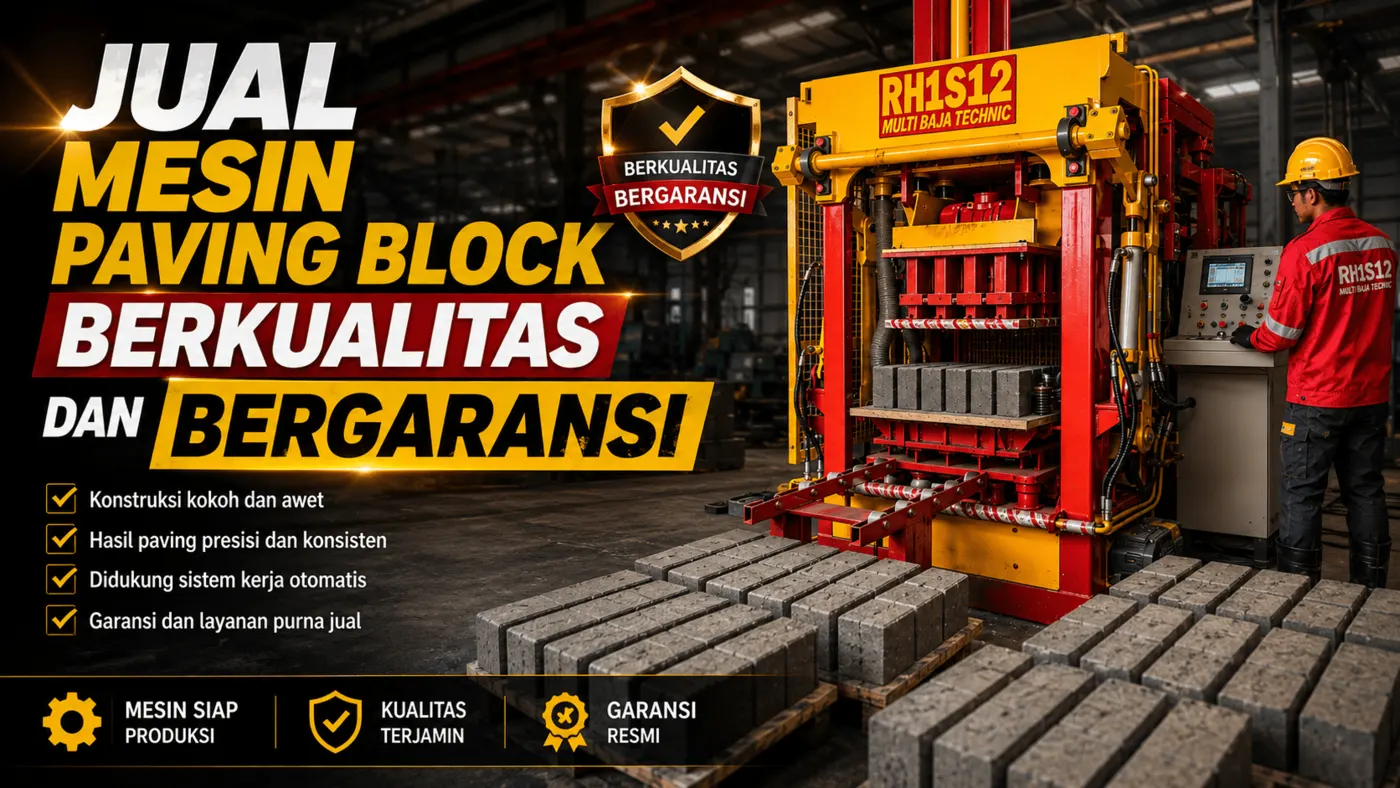 JUAL
MESIN
PAVING BLOCK
BERKUALITAS
DAN BERGARANSI
Konstruksi kokoh dan awet
Hasil paving presisi dan konsisten
Didukung sistem kerja otomatis
Garansi dan layanan purna jual
MESIN SIAP
PRODUKSI
KUALITAS
TERJAMIN
GARANSI
RESMI
BERKUALITAS
BERGARANSI
RH1S12
MULTI BAJA TECHNIC
RH1S12
MULTI BAJA TECHNIC